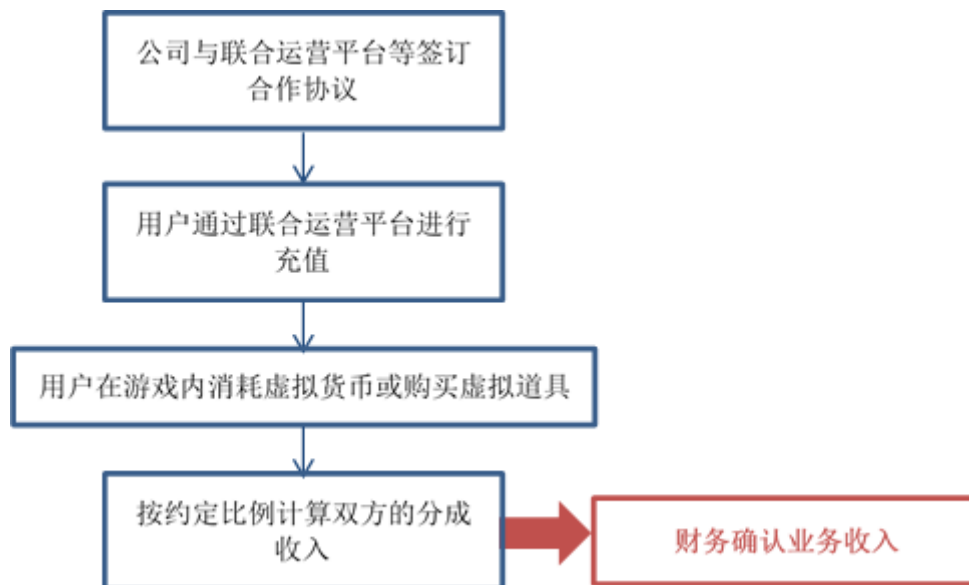 公司与联合运营平台等签订
合作协议
用户通过联合运营平台进行
充值
用户在游戏内消耗虚拟货币或购买虚拟道具
按约定比例计算双方的分成
收入
财务确认业务收入